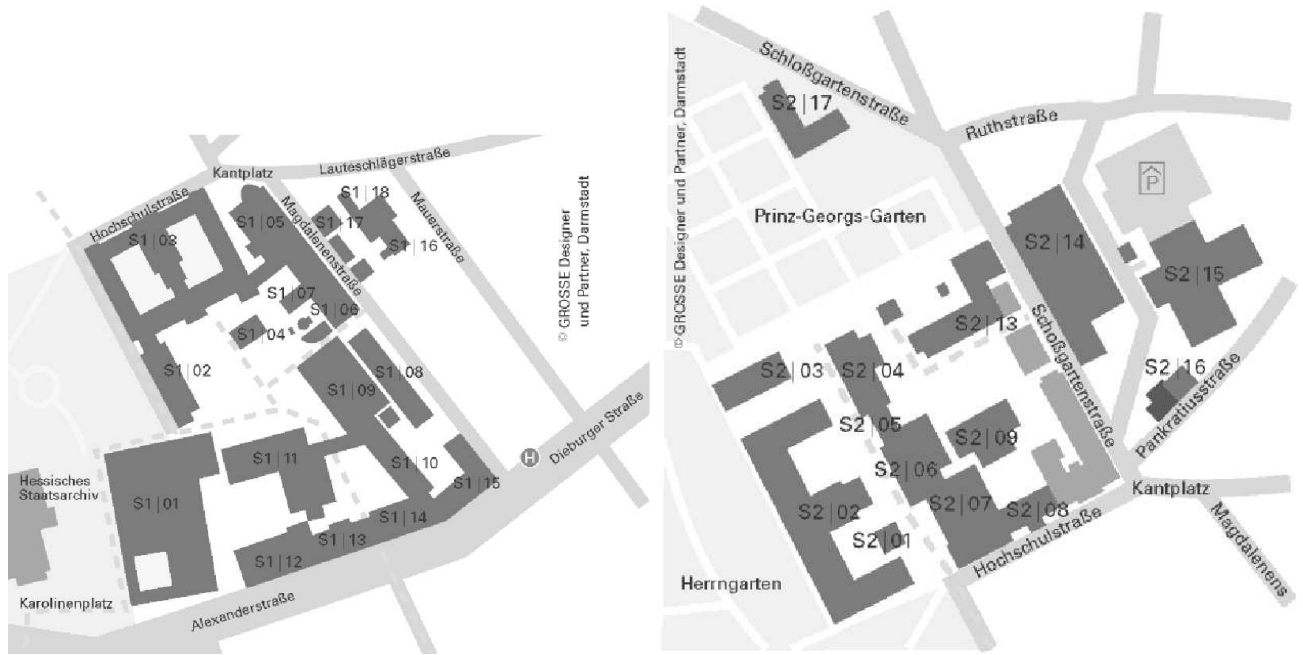 Lauteschlägerstraße
Kantplatz
Hochschulstraße
S1|18
S1|05
S1|17
S1|03
Magdalenenstraße
Mauerstraße
S1|16
S1|07
S1|06
S1|04
S1|02
S1|08
S1|09
© GROSSE Designer
und Partner, Darmstadt
Dieburger Straße
H
S1|11
S1|10
S1|15
Hessisches
Staatsarchiv
S1|01
S1|14
S1|13
S1|12
Karolinenplatz
Alexanderstraße
© GROSSE Designer und Partner, Darmstadt
Schloßgartenstraße
S2|17
Ruthstraße
P
Prinz-Georgs-Garten
S2|14
S2|15
S2|13
Schoßgartenstraße
S2|03
S2|04
S2|16
Pankratiusstraße
S2|05
S2|09
S2|06
S2|02
S2|07
S2|08
Kantplatz
S2|01
Hochschulstraße
Herrngarten
Magdalenens